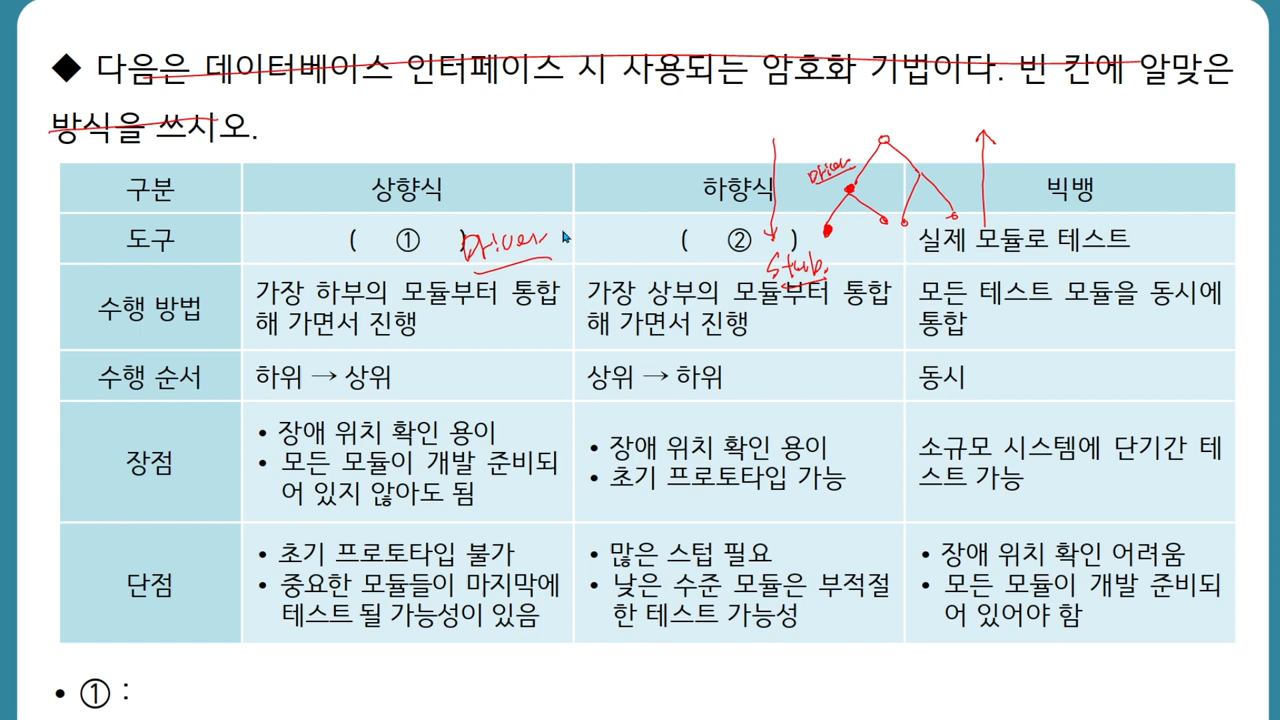 ◆ 다음은 데이터베이스 인터페이스 시 사용되는 암호화 기법이다. 빈 칸에 알맞은
방식을 쓰시오.
Driver
구분 상향식 하향식 빅뱅
도구 ( ① ) Driver ( ② ) 실제 모듈로 테스트
Stub.
수행 방법
가장 하부의 모듈부터 통합
해 가면서 진행
가장 상부의 모듈부터 통합
해 가면서 진행
모든 테스트 모듈을 동시에
통합
수행 순서 하위 → 상위 상위 → 하위 동시
장점
• 장애 위치 확인 용이
• 모든 모듈이 개발 준비되
어 있지 않아도 됨
• 장애 위치 확인 용이
• 초기 프로토타입 가능
소규모 시스템에 단기간 테
스트 가능
단점
• 초기 프로토타입 불가
• 중요한 모듈들이 마지막에
테스트 될 가능성이 있음
• 많은 스텁 필요
• 낮은 수준 모듈은 부적절
한 테스트 가능성
• 장애 위치 확인 어려움
• 모든 모듈이 개발 준비되
어 있어야 함
• ① :